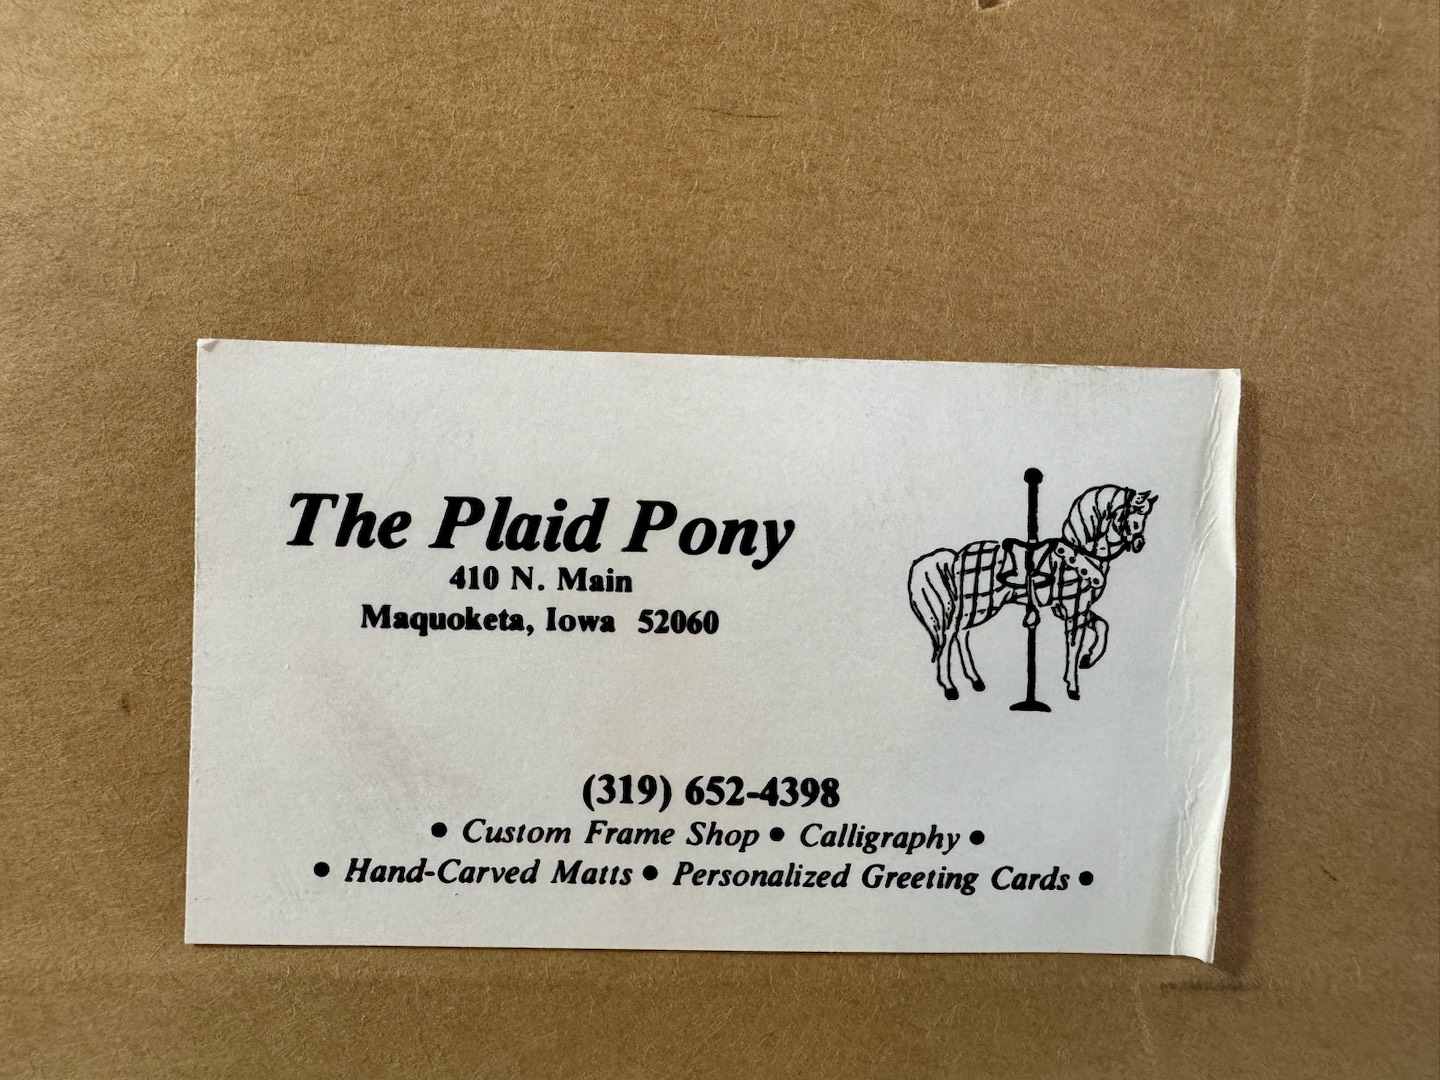 The Plaid Pony
410 N. Main
Maquoketa, Iowa 52060
(319) 652-4398
• Custom Frame Shop • Calligraphy •
• Hand-Carved Matts • Personalized Greeting Cards •